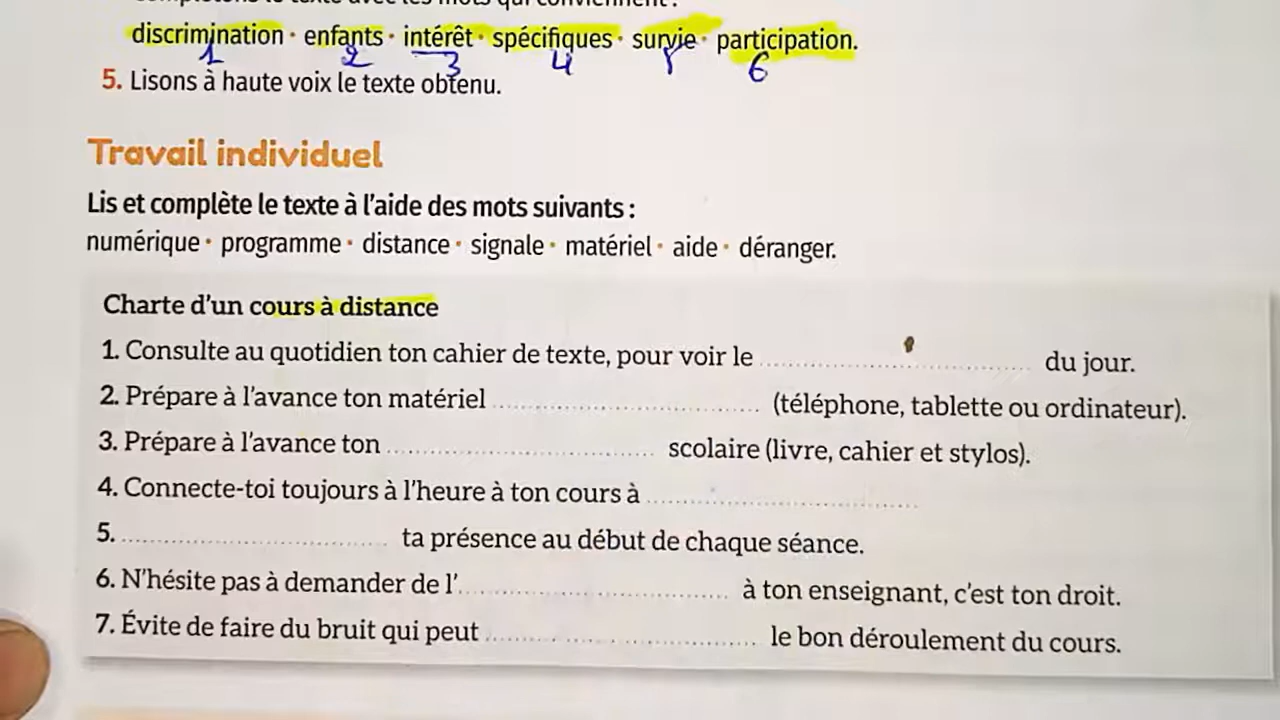 discrimination · enfants · intérêt · spécifiques · survie · participation.
1 2 3 4 5 6
5. Lisons à haute voix le texte obtenu.
Travail individuel
Lis et complète le texte à l'aide des mots suivants :
numérique · programme · distance · signale · matériel · aide · déranger.
Charte d'un cours à distance
1. Consulte au quotidien ton cahier de texte, pour voir le ........................ du jour.
2. Prépare à l'avance ton matériel ........................ (téléphone, tablette ou ordinateur).
3. Prépare à l'avance ton ........................ scolaire (livre, cahier et stylos).
4. Connecte-toi toujours à l'heure à ton cours à ........................
5. ........................ ta présence au début de chaque séance.
6. N'hésite pas à demander de l'........................ à ton enseignant, c'est ton droit.
7. Évite de faire du bruit qui peut ........................ le bon déroulement du cours.